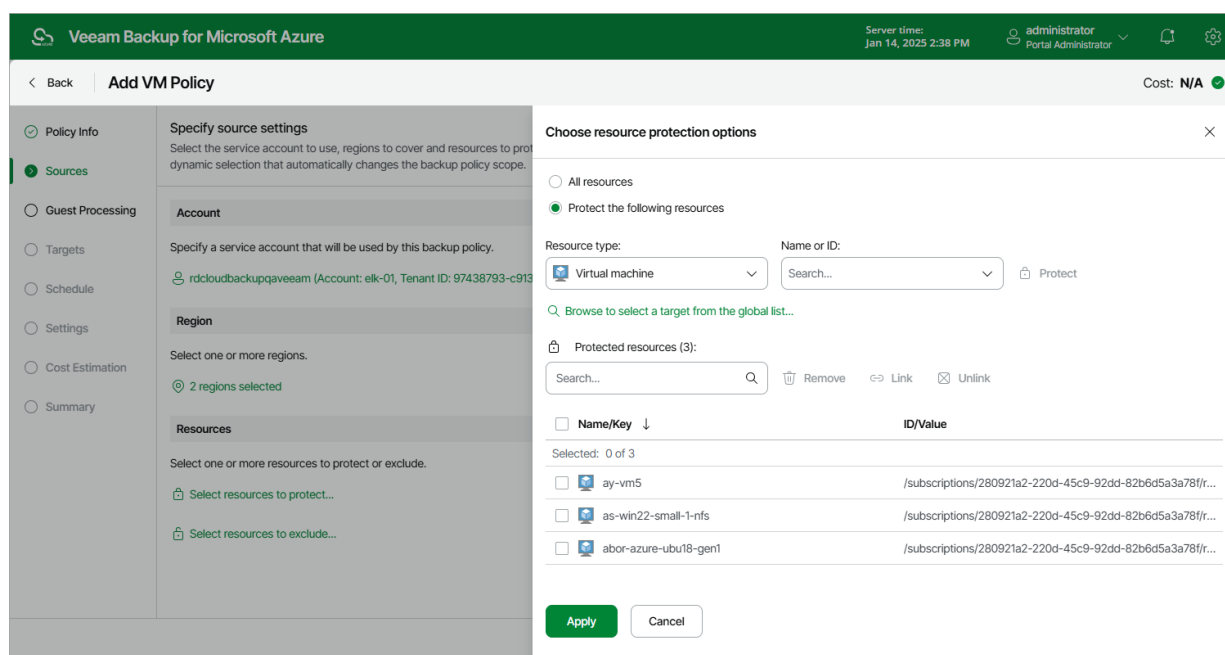 Veeam Backup for Microsoft Azure
Server time:
Jan 14, 2025 2:38 PM
administrator
Portal Administrator
Back
Add VM Policy
Cost: N/A
Policy Info
Sources
Guest Processing
Targets
Schedule
Settings
Cost Estimation
Summary
Specify source settings
Select the service account to use, regions to cover and resources to prot
dynamic selection that automatically changes the backup policy scope.
Account
Specify a service account that will be used by this backup policy.
rdcloudbackupqaveeam (Account: elk-01, Tenant ID: 97438793-c913
Region
Select one or more regions.
2 regions selected
Resources
Select one or more resources to protect or exclude.
Select resources to protect...
Select resources to exclude...
Choose resource protection options
All resources
Protect the following resources
Resource type:
Name or ID:
Virtual machine
Search...
Protect
Browse to select a target from the global list...
Protected resources (3):
Search...
Remove
Link
Unlink
Name/Key
ID/Value
Selected: 0 of 3
ay-vm5
/subscriptions/280921a2-220d-45c9-92dd-82b6d5a3a78f/r...
as-win22-small-1-nfs
/subscriptions/280921a2-220d-45c9-92dd-82b6d5a3a78f/r...
abor-azure-ubu18-gen1
/subscriptions/280921a2-220d-45c9-92dd-82b6d5a3a78f/r...
Apply
Cancel